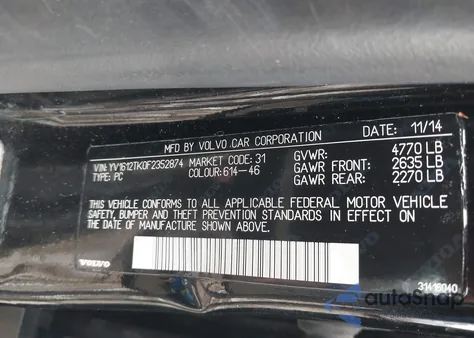 MFD BY VOLVO CAR CORPORATION DATE: 11/14
VIN: YV1612TK0F2352874 MARKET CODE: 31 GVWR: 4770 LB
TYPE: PC COLOUR: 614-46 GAWR FRONT: 2635 LB
GAWR REAR: 2270 LB
THIS VEHICLE CONFORMS TO ALL APPLICABLE FEDERAL MOTOR VEHICLE
SAFETY, BUMPER AND THEFT PREVENTION STANDARDS IN EFFECT ON
THE DATE OF MANUFACTURE SHOWN ABOVE.
VOLVO 31416040
autoSnap